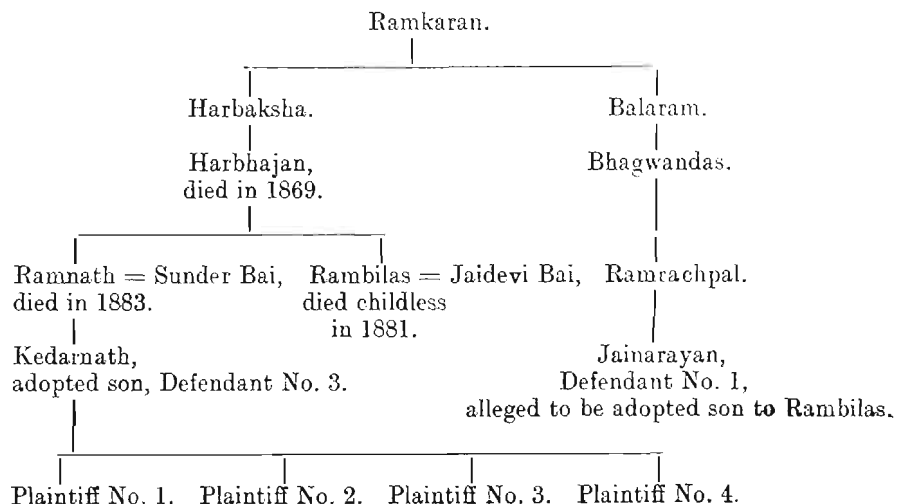 Ramkaran.
Harbaksha. Balaram.
Harbhajan, Bhagwandas.
died in 1869.
Ramnath = Sunder Bai, Rambilas = Jaidevi Bai, Ramrachpal.
died in 1883. died childless
in 1881.
Kedarnath, Jainarayan,
adopted son, Defendant No. 3. Defendant No. 1,
alleged to be adopted son to Rambilas.
Plaintiff No. 1. Plaintiff No. 2. Plaintiff No. 3. Plaintiff No. 4.